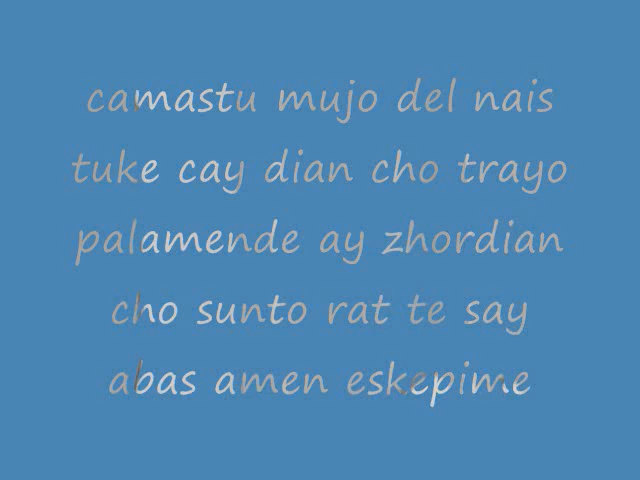 camastu mujo del nais
tuke cay dian cho trayo
palamende ay zhordian
cho sunto rat te say
abas amen eskepime